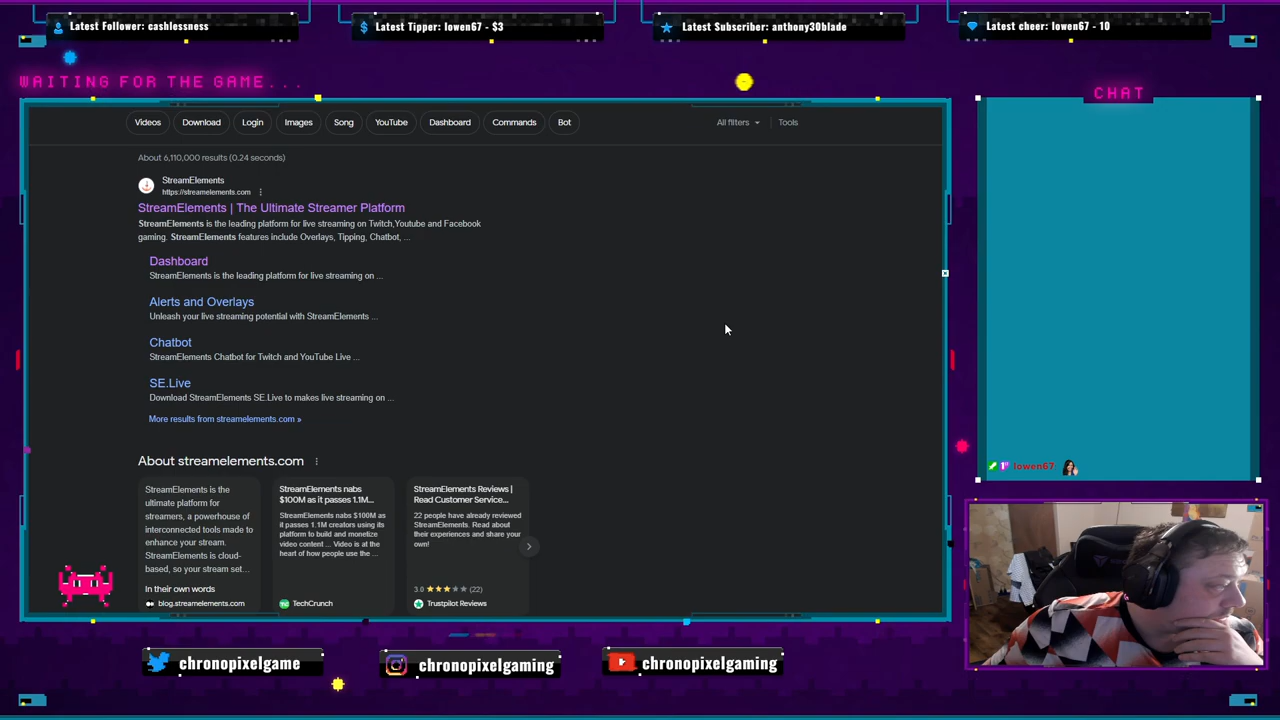 Latest Follower: cashlessness
Latest Tipper: lowen67 - $3
Latest Subscriber: anthony30blade
Latest cheer: lowen67 - 10
WAITING FOR THE GAME...
CHAT
Videos
Download
Login
Images
Song
YouTube
Dashboard
Commands
Bot
All filters
Tools
About 6,110,000 results (0.24 seconds)
StreamElements
https://streamelements.com
StreamElements | The Ultimate Streamer Platform
StreamElements is the leading platform for live streaming on Twitch,Youtube and Facebook
gaming. StreamElements features include Overlays, Tipping, Chatbot, ...
Dashboard
StreamElements is the leading platform for live streaming on ...
Alerts and Overlays
Unleash your live streaming potential with StreamElements ...
Chatbot
StreamElements Chatbot for Twitch and YouTube Live ...
SE.Live
Download StreamElements SE.Live to makes live streaming on ...
More results from streamelements.com »
About streamelements.com
StreamElements is the
ultimate platform for
streamers, a powerhouse of
interconnected tools made to
enhance your stream.
StreamElements is cloud-
based, so your stream set...
In their own words
blog.streamelements.com
StreamElements nabs
$100M as it passes 1.1M...
StreamElements nabs $100M as
it passes 1.1M creators using its
platform to build and monetize
video content ... Video is at the
heart of how people use the ...
TechCrunch
StreamElements Reviews |
Read Customer Service...
22 people have already reviewed
StreamElements. Read about
their experiences and share your
own!
3.0 (22)
Trustpilot Reviews
lowen67
chronopixelgame
chronopixelgaming
chronopixelgaming